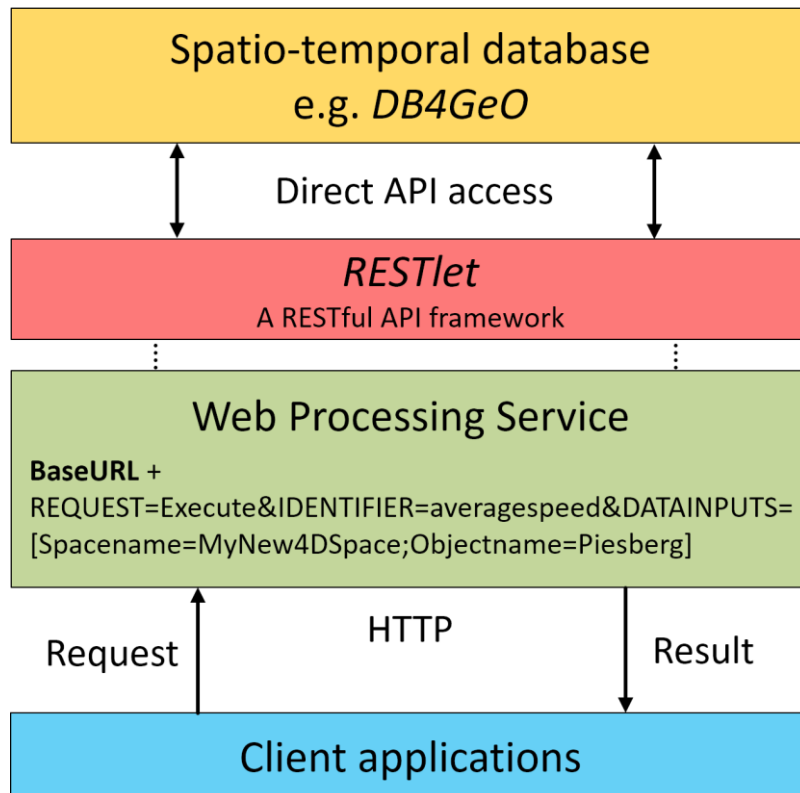 Spatio-temporal database
e.g. DB4GeO
Direct API access
RESTlet
A RESTful API framework
Web Processing Service
BaseURL +
REQUEST=Execute&IDENTIFIER=averagespeed&DATAINPUTS=
[Spacename=MyNew4DSpace;Objectname=Piesberg]
HTTP
Request
Result
Client applications